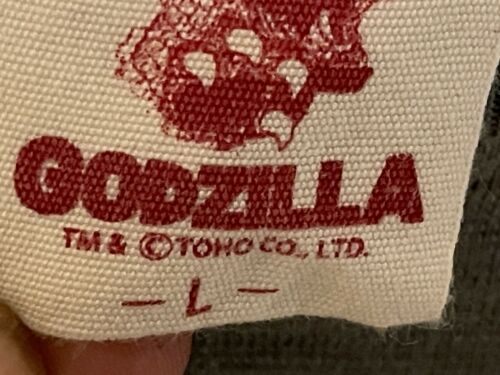 GODZILLA
TM & © TOHO CO., LTD.
- L -